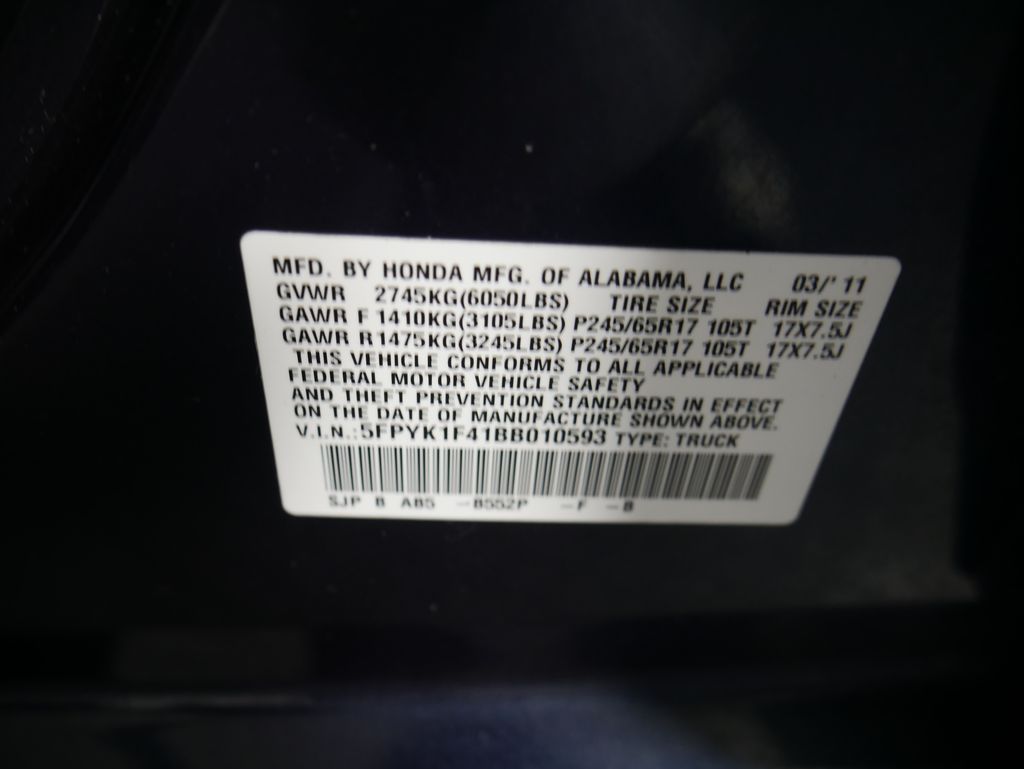 MFD. BY HONDA MFG. OF ALABAMA, LLC 03/' 11
GVWR 2745KG(6050LBS) TIRE SIZE RIM SIZE
GAWR F 1410KG(3105LBS) P245/65R17 105T 17X7.5J
GAWR R1475KG(3245LBS) P245/65R17 105T 17X7.5J
THIS VEHICLE CONFORMS TO ALL APPLICABLE
FEDERAL MOTOR VEHICLE SAFETY
AND THEFT PREVENTION STANDARDS IN EFFECT
ON THE DATE OF MANUFACTURE SHOWN ABOVE.
V.I.N.:5FPYK1F41BB010593 TYPE: TRUCK
SJP B AB5 -B552P -F -B